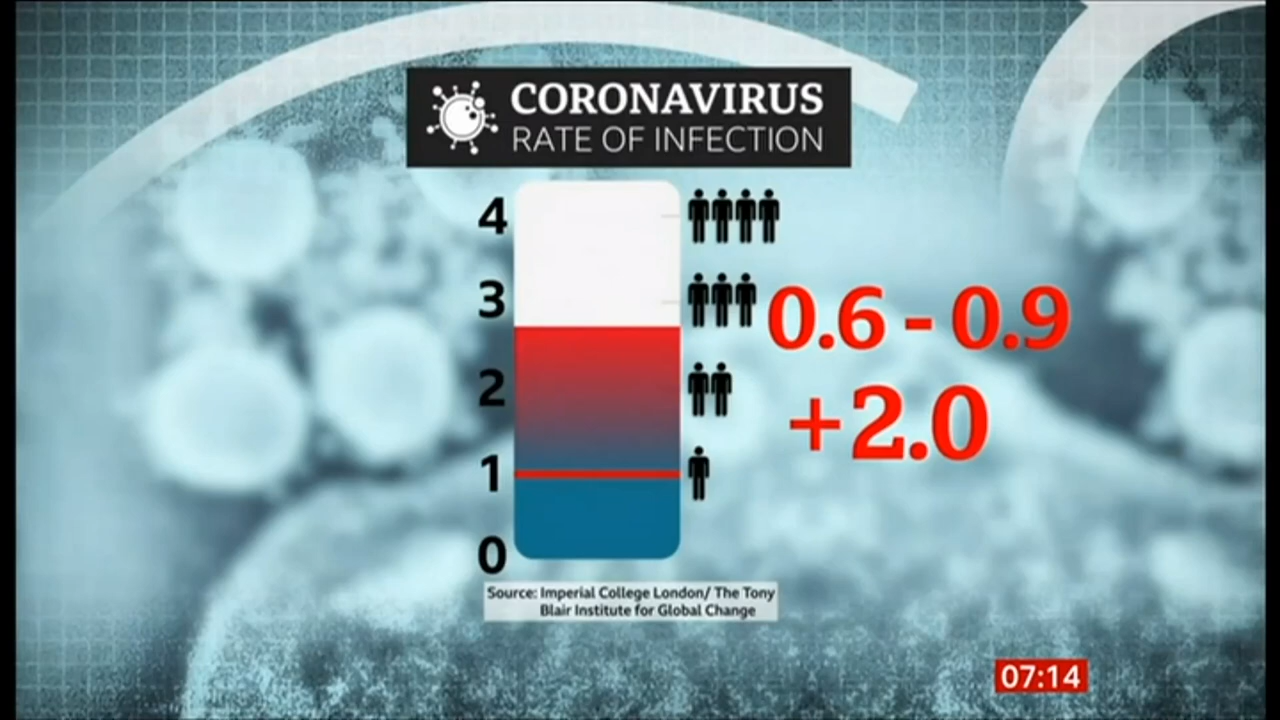 CORONAVIRUS
RATE OF INFECTION
4
3
0.6 - 0.9
2
+2.0
1
0
Source: Imperial College London/ The Tony
Blair Institute for Global Change
07:14